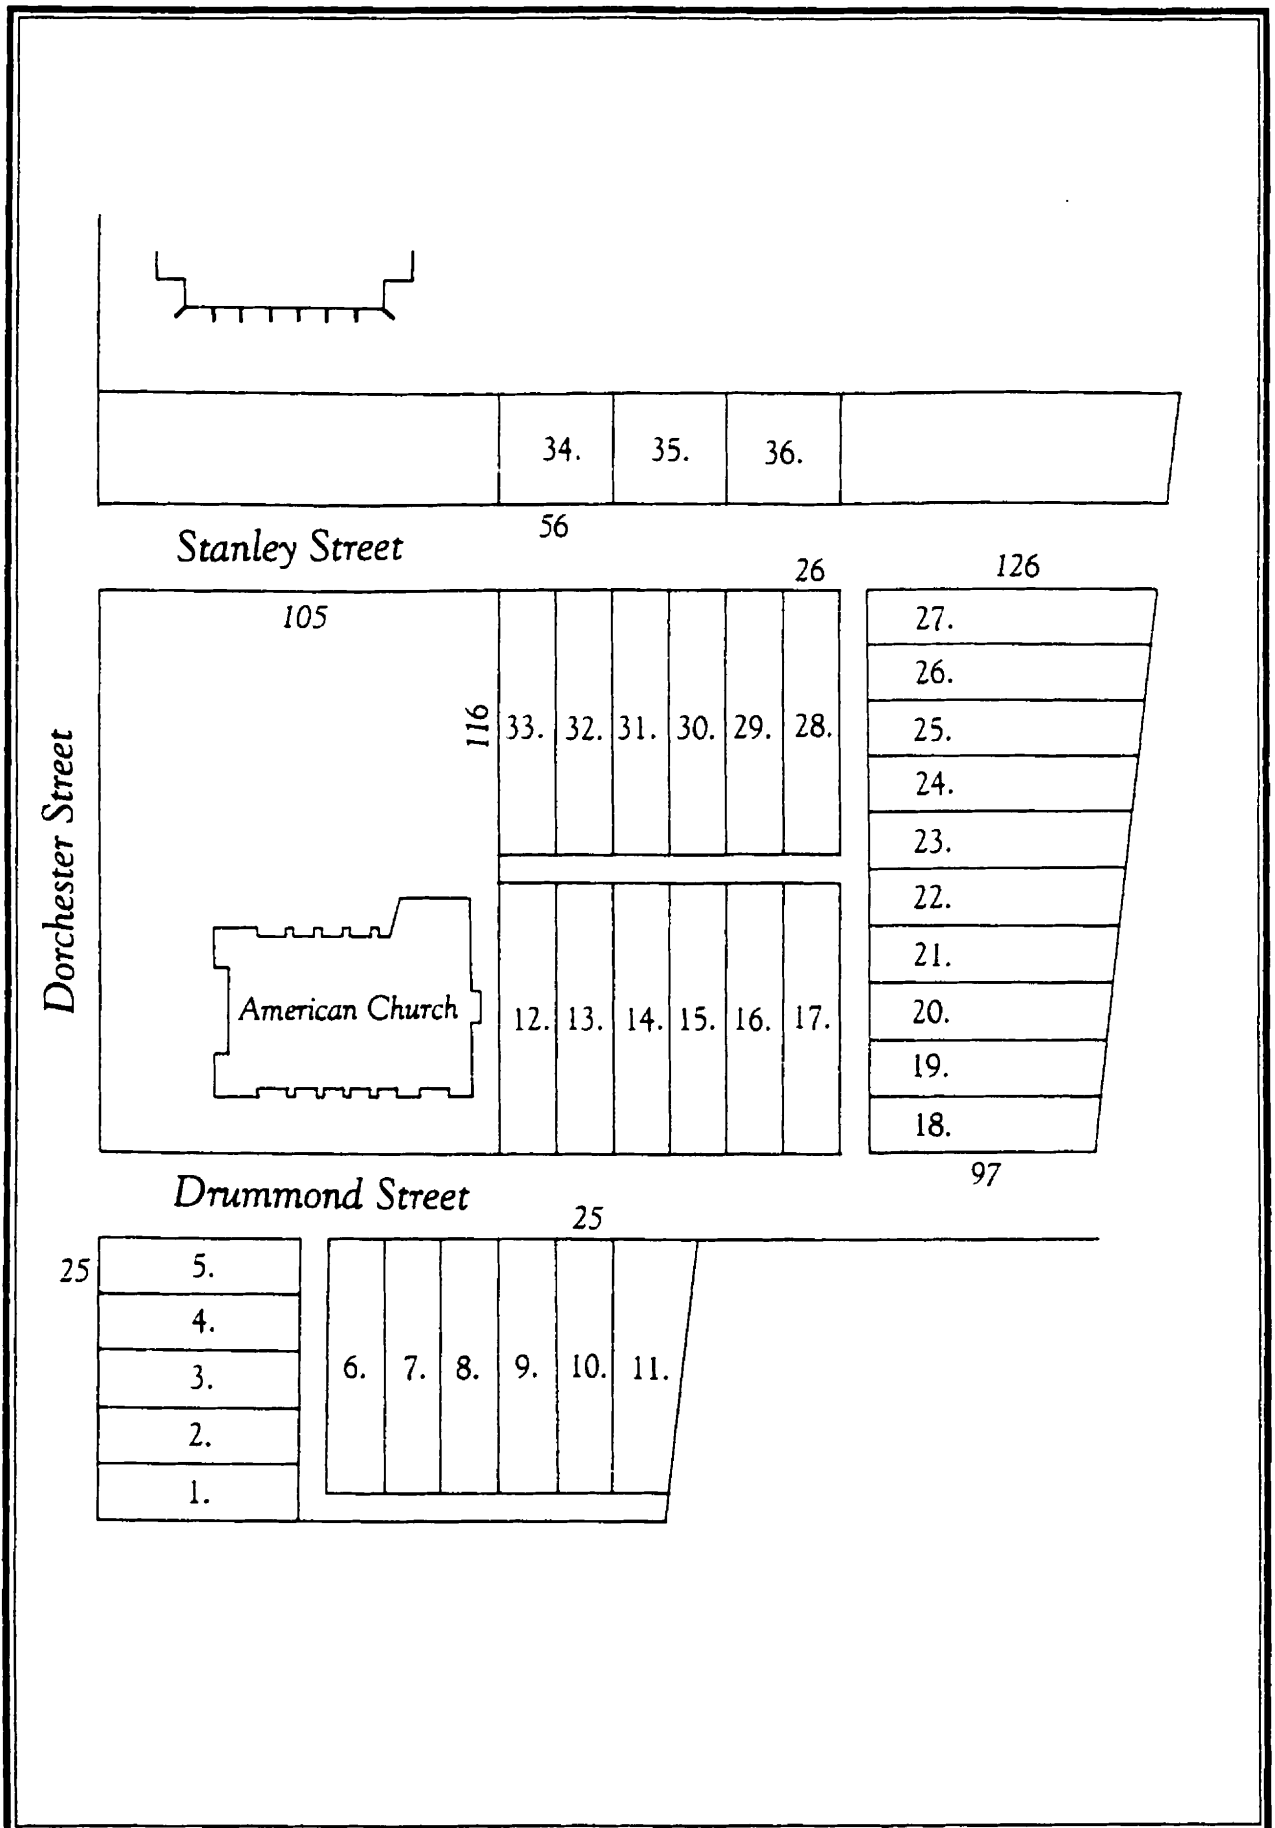 34. 35. 36.
56
Stanley Street
26
126
105
27.
26.
25.
24.
23.
22.
21.
20.
19.
18.
116
33. 32. 31. 30. 29. 28.
Dorchester Street
American Church
12. 13. 14. 15. 16. 17.
97
Drummond Street
25
25
5.
4.
3.
2.
1.
6. 7. 8. 9. 10. 11.